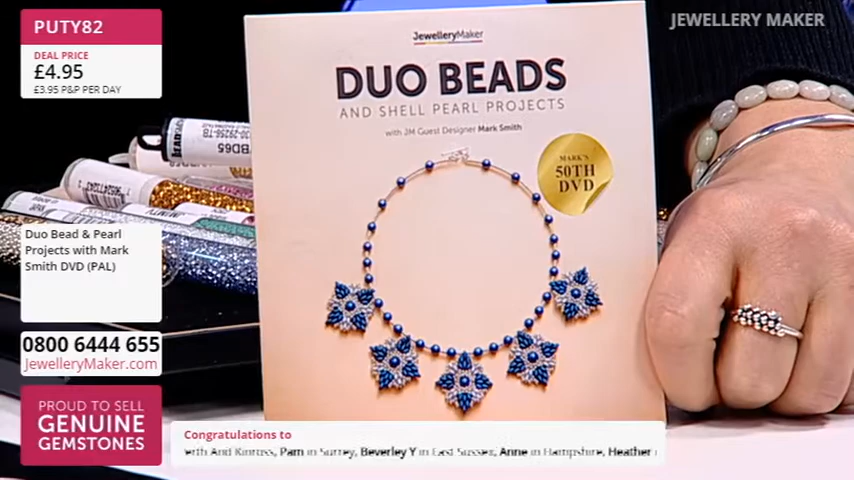 PUTY82
DEAL PRICE
£4.95
£3.95 P&P PER DAY
JEWELLERY MAKER
JewelleryMaker
DUO BEADS
AND SHELL PEARL PROJECTS
with JM Guest Designer Mark Smith
MARK'S
50TH
DVD
Duo Bead & Pearl
Projects with Mark
Smith DVD (PAL)
0800 6444 655
JewelleryMaker.com
PROUD TO SELL
GENUINE
GEMSTONES
Congratulations to
erth And Kinross, Pam in Surrey, Beverley Y in East Sussex, Anne in Hampshire, Heather